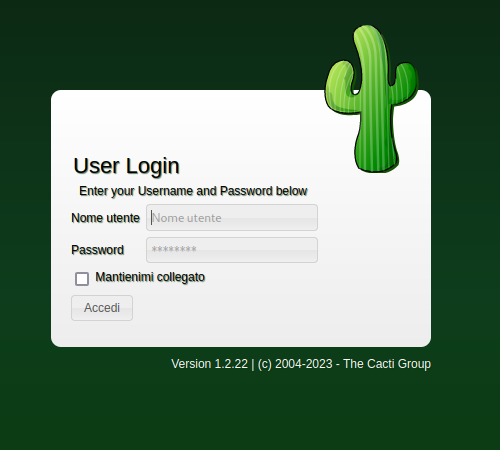 User Login
Enter your Username and Password below
Nome utente Nome utente
Password ********
Mantienimi collegato
Accedi
Version 1.2.22 | (c) 2004-2023 - The Cacti Group